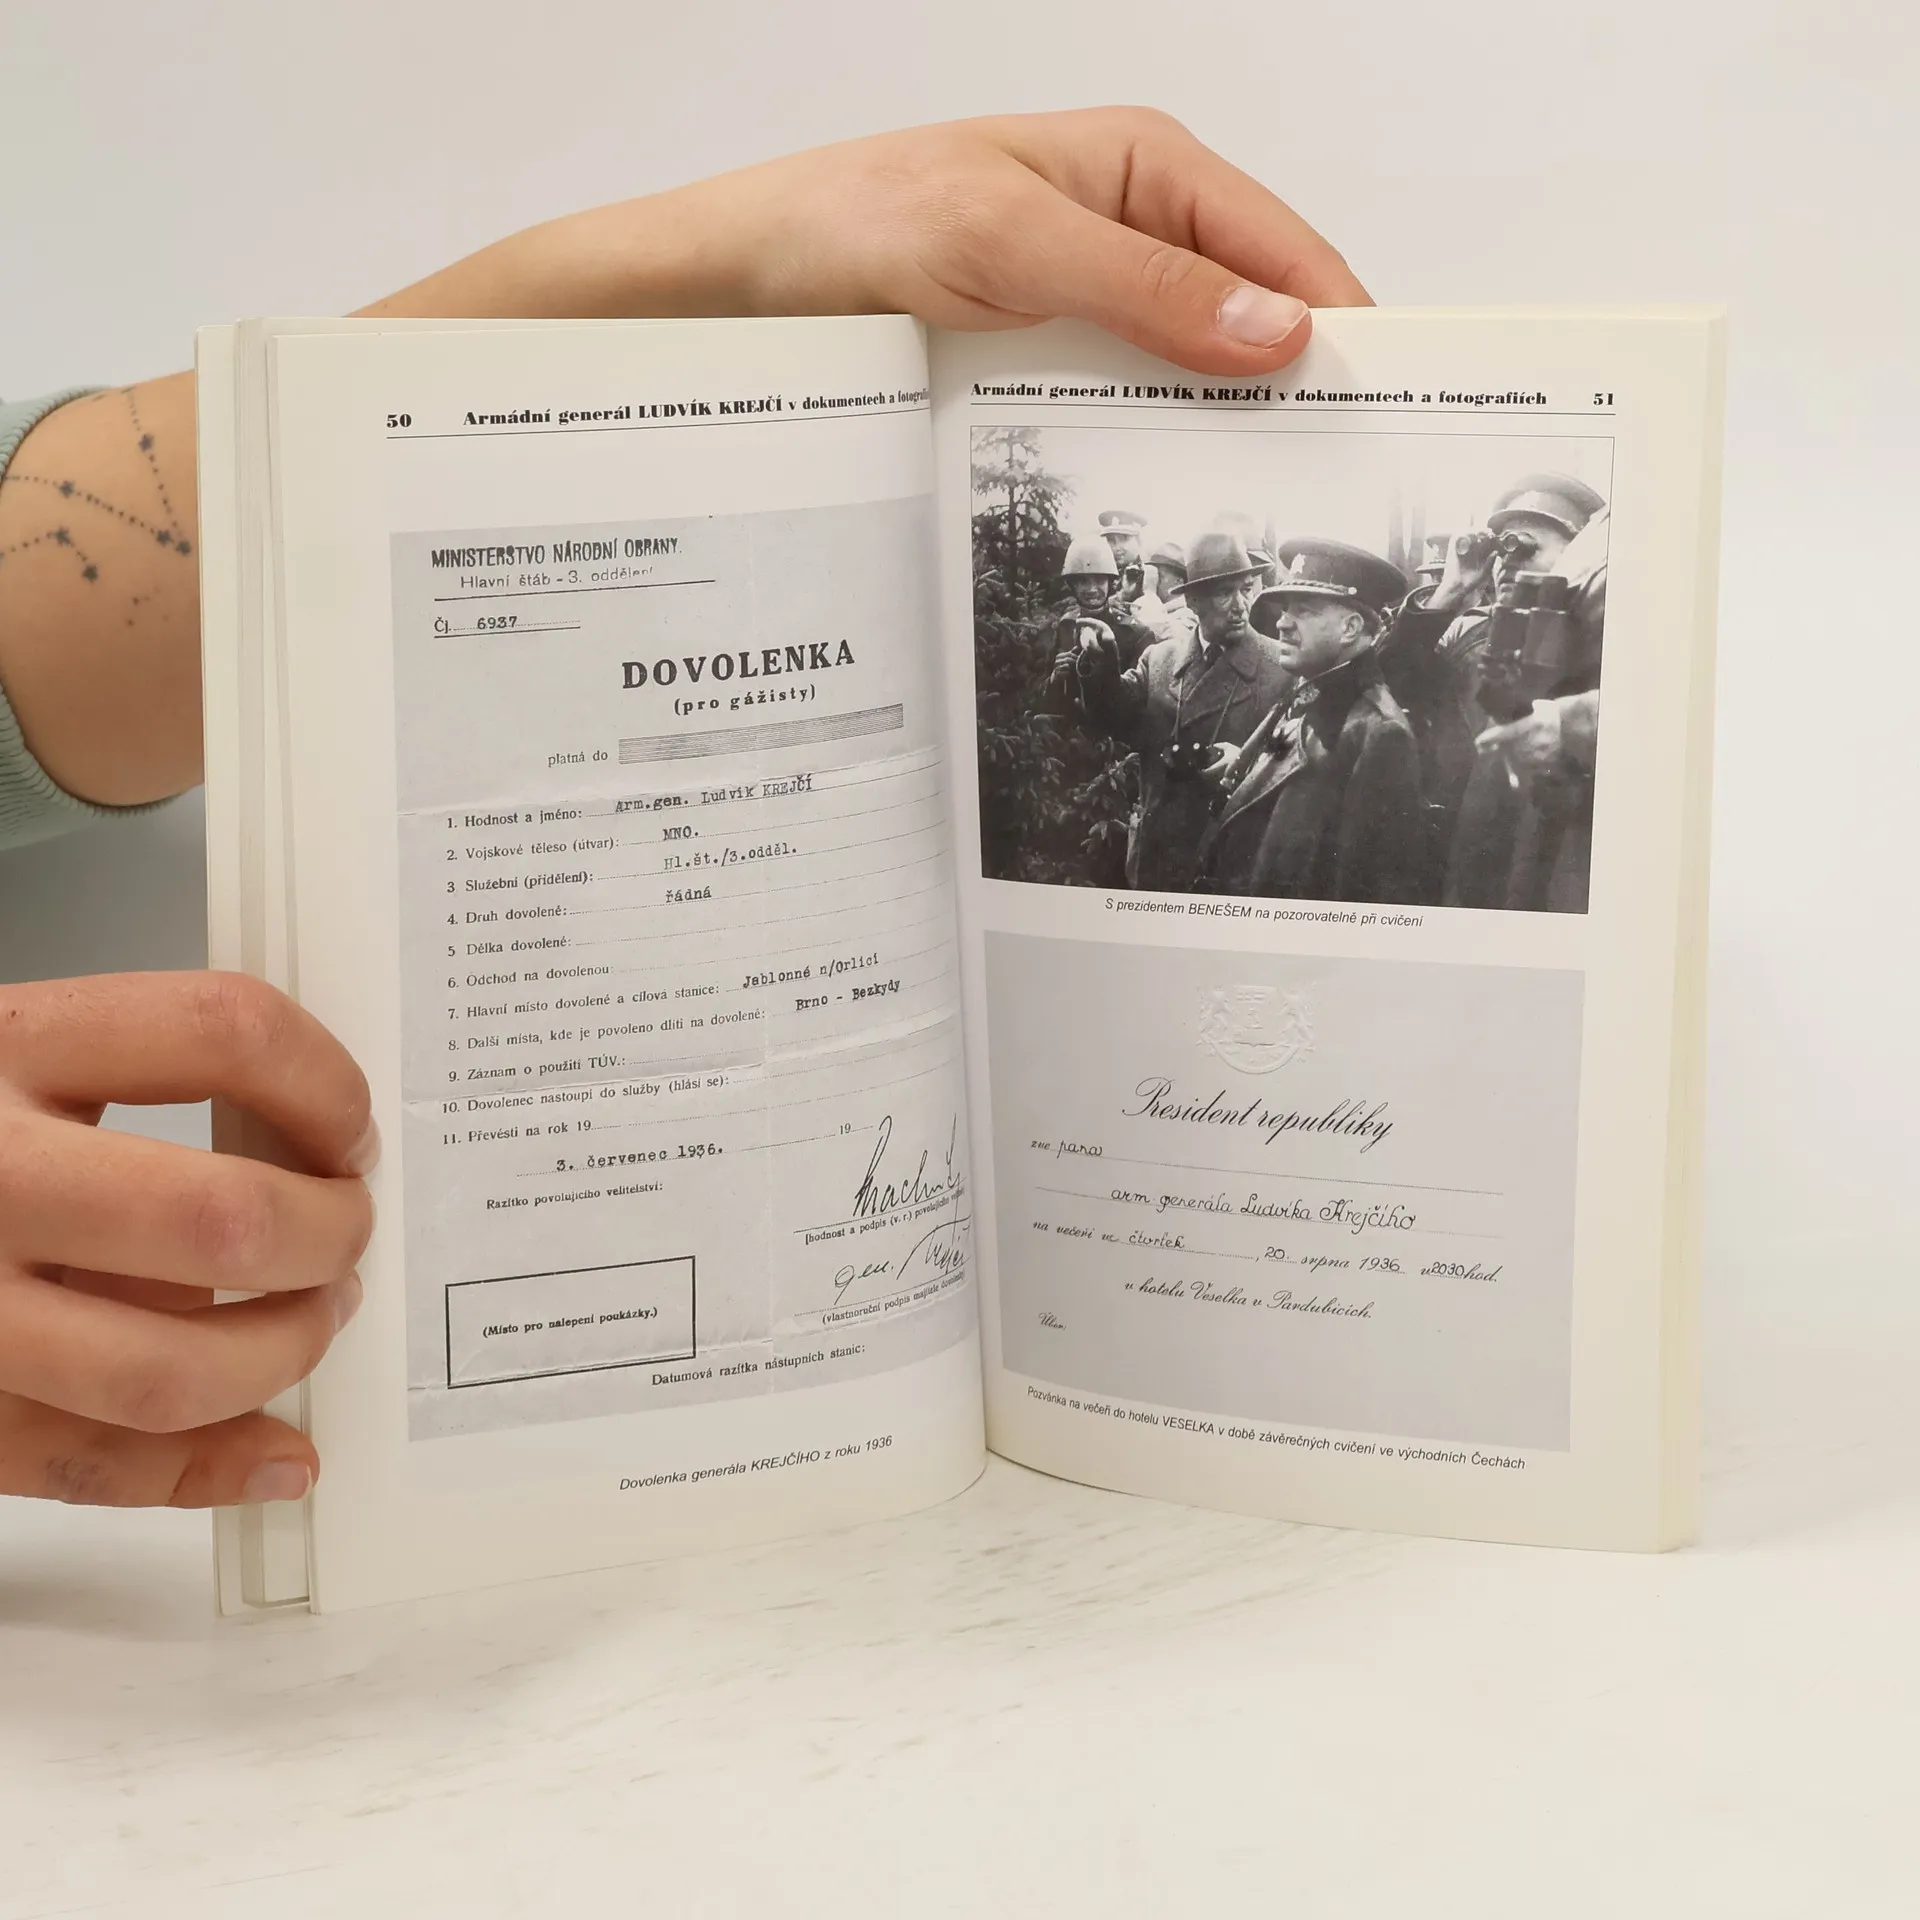 50 Armádní generál LUDVÍK KREJČÍ v dokumentech a
MINISTERSTVO NÁRODNÍ OBRANY.
Hlavní štáb - 3. oddělení
Čj. 6937
DOVOLENKA
(pro gážisty)
platná do
1. Hodnost a jméno: Arm.gen. Ludvík KREJČÍ
2. Vojskové těleso (útvar): MNO.
3. Služební (přidělení): Hl.št./3.odděl.
4. Druh dovolené: řádná
5 Délka dovolené:
6. Odchod na dovolenou:
7. Hlavní místo dovolené a cílová stanice: Jablonné n/Orlicí
8. Další místa, kde je povoleno dlíti na dovolené: Brno - Bezkydy
9. Záznam o použití TÚV.:
10. Dovolenec nastoupí do služby (hlásí se):
11. Převésti na rok 19
3. červenec 1936. 19
Razítko povolujícího velitelství:
(hodnost a podpis (v. r.) povolujícího
gen. Krejčí
(vlastnoruční podpis majitele dovolenky)
(Místo pro nalepení poukázky.)
Datumová razítka nástupních stanic:
Dovolenka generála KREJČÍHO z roku 1936
Armádní generál LUDVÍK KREJČÍ v dokumentech a fotografiích 51
S prezidentem BENEŠEM na pozorovatelně při cvičení
President republiky
zve pana
arm. generála Ludvíka Krejčího
na večeři ve čtvrtek, 20. srpna 1936 v 2030 hod.
v hotelu Veselka v Pardubicích.
Úbor:
Pozvánka na večeři do hotelu VESELKA v době závěrečných cvičení ve východních Čechách